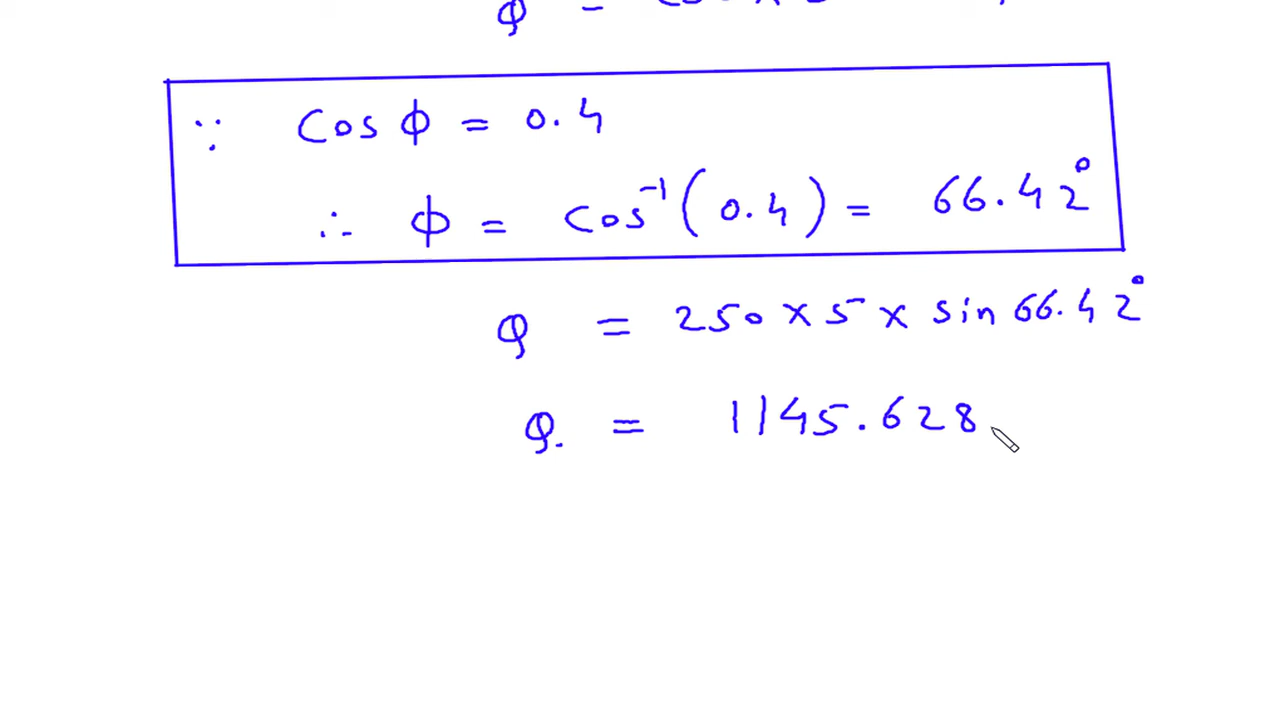 ∵ Cos ϕ = 0.4
∴ ϕ = Cos⁻¹(0.4) = 66.42°
Q = 250 × 5 × sin 66.42°
Q. = 1145.628